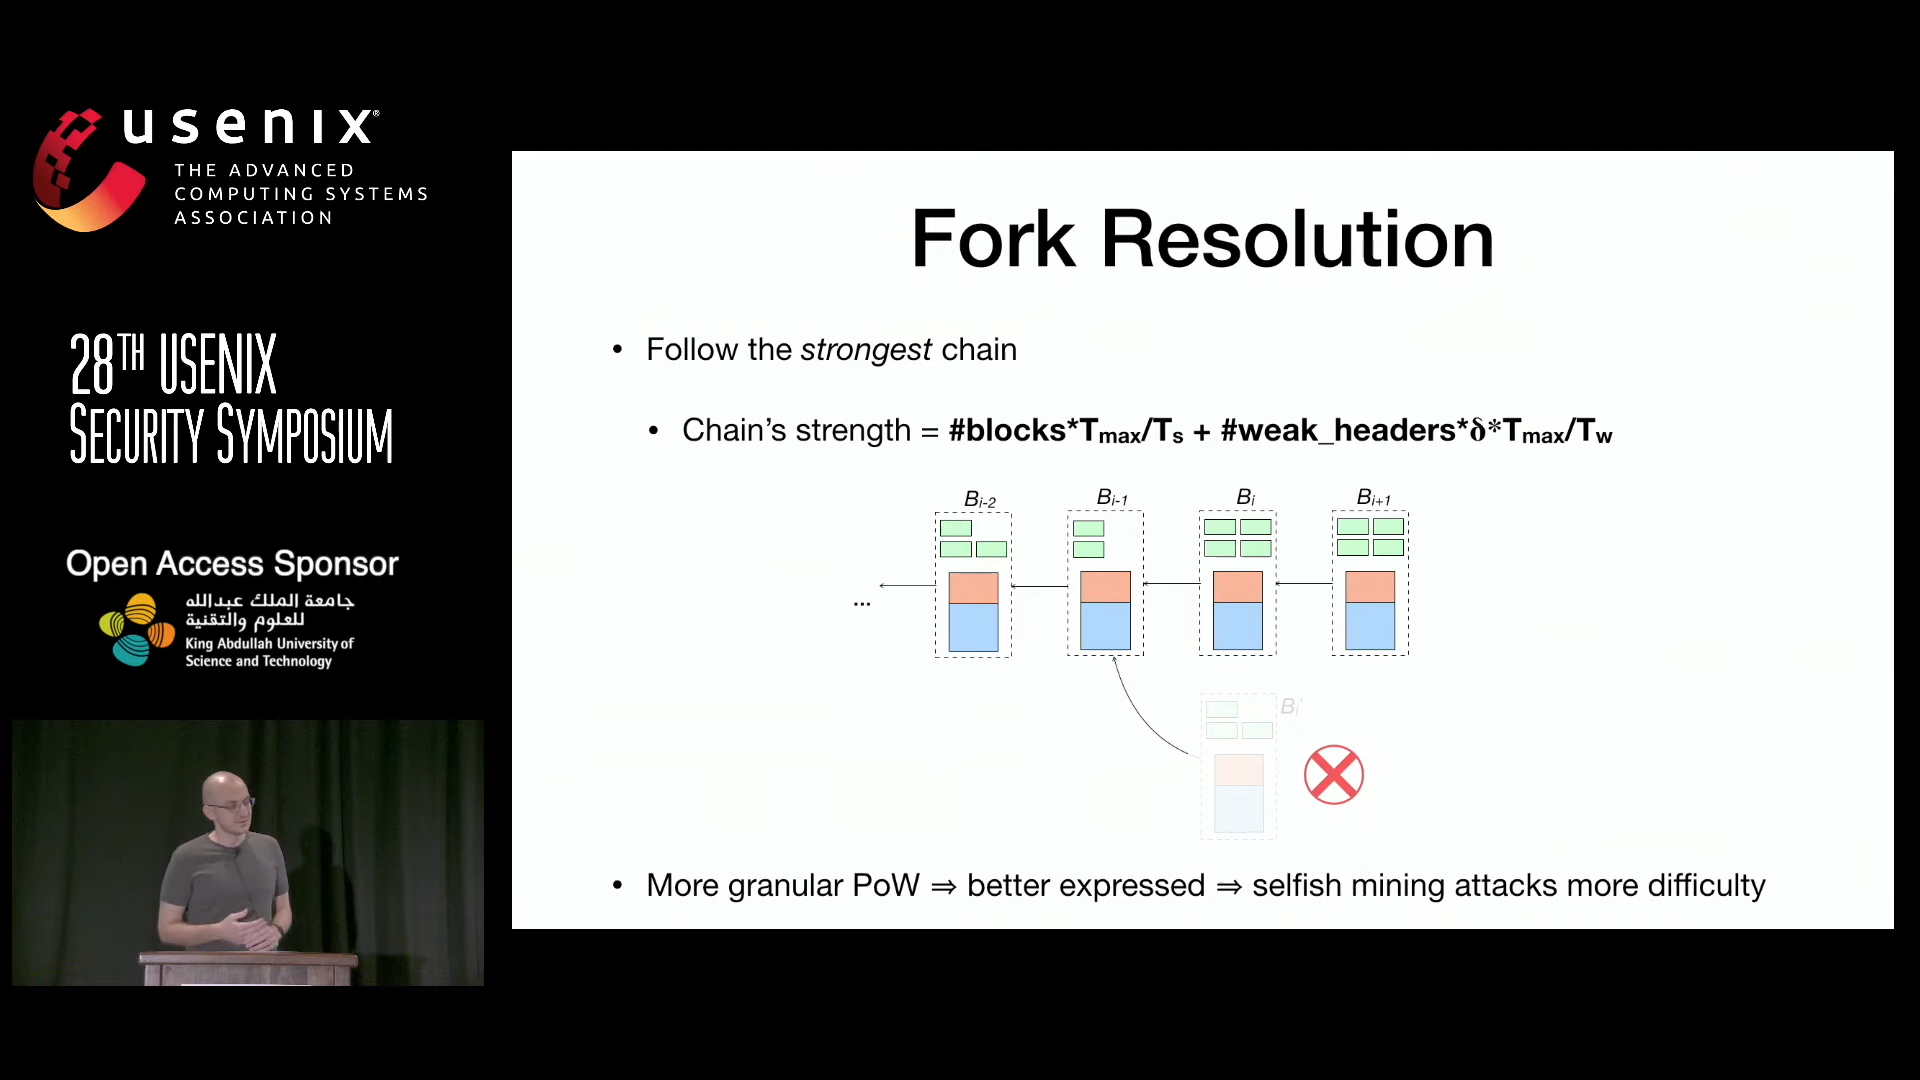 usenix®
THE ADVANCED
COMPUTING SYSTEMS
ASSOCIATION
28TH USENIX
SECURITY SYMPOSIUM
Open Access Sponsor
جامعة الملك عبدالله
للعلوم والتقنية
King Abdullah University of
Science and Technology
Fork Resolution
• Follow the strongest chain
• Chain's strength = #blocks*Tmax/Ts + #weak_headers*δ*Tmax/Tw
Bi-2 Bi-1 Bi Bi+1
...
Bi'
• More granular PoW ⇒ better expressed ⇒ selfish mining attacks more difficulty